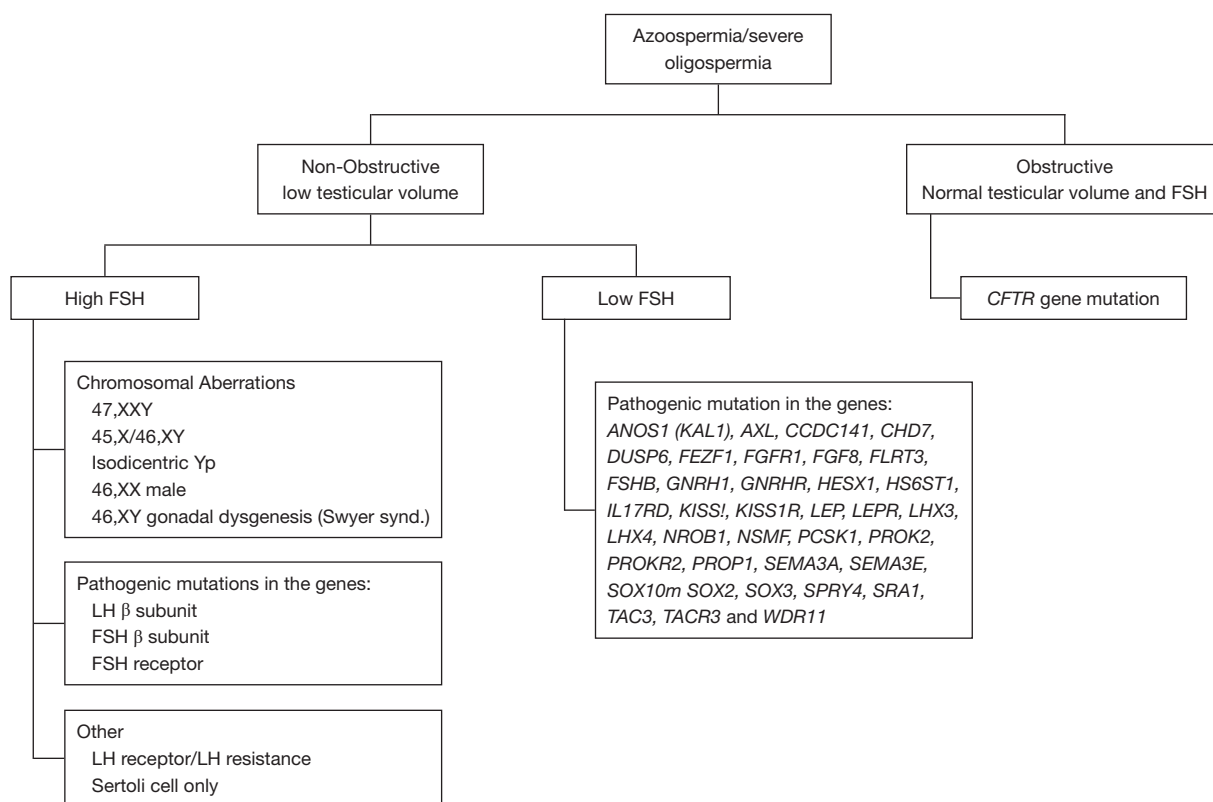 Azoospermia/severe
oligospermia
Non-Obstructive
low testicular volume
Obstructive
Normal testicular volume and FSH
High FSH
Low FSH
CFTR gene mutation
Chromosomal Aberrations
47,XXY
45,X/46,XY
Isodicentric Yp
46,XX male
46,XY gonadal dysgenesis (Swyer synd.)
Pathogenic mutations in the genes:
LH β subunit
FSH β subunit
FSH receptor
Other
LH receptor/LH resistance
Sertoli cell only
Pathogenic mutation in the genes:
ANOS1 (KAL1), AXL, CCDC141, CHD7,
DUSP6, FEZF1, FGFR1, FGF8, FLRT3,
FSHB, GNRH1, GNRHR, HESX1, HS6ST1,
IL17RD, KISS!, KISS1R, LEP, LEPR, LHX3,
LHX4, NROB1, NSMF, PCSK1, PROK2,
PROKR2, PROP1, SEMA3A, SEMA3E,
SOX10m SOX2, SOX3, SPRY4, SRA1,
TAC3, TACR3 and WDR11